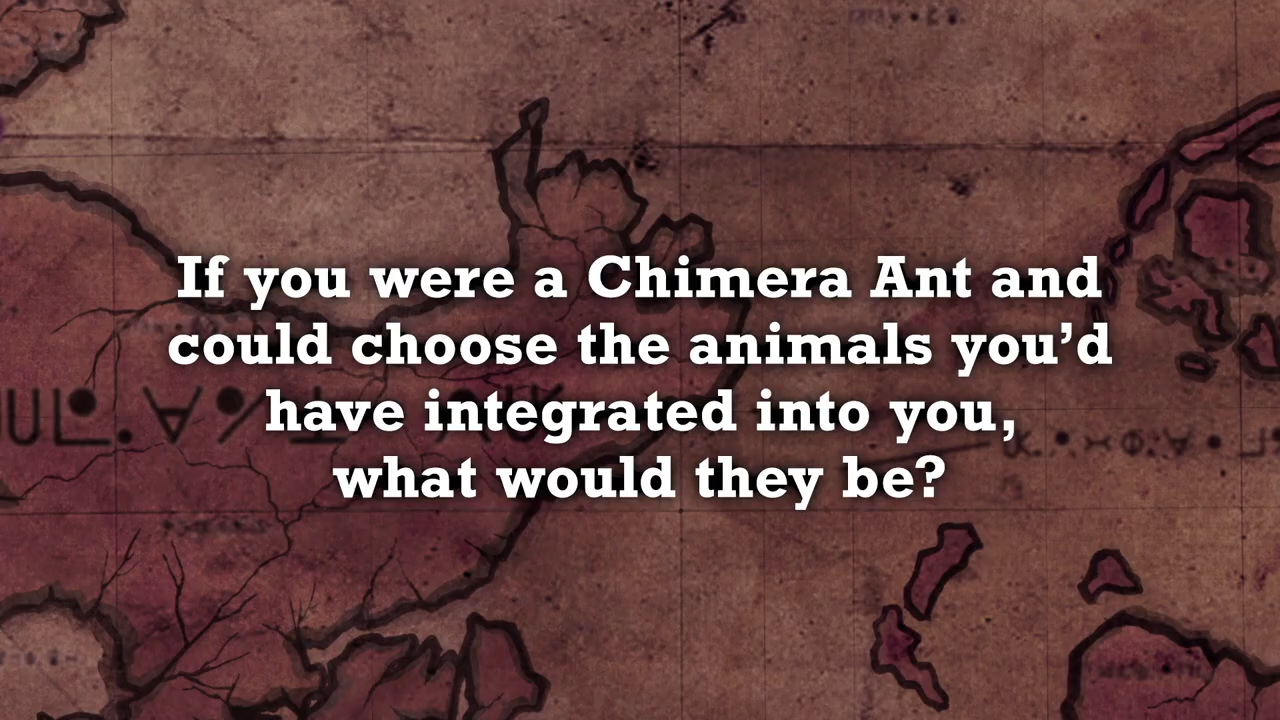 If you were a Chimera Ant and
could choose the animals you’d
have integrated into you,
what would they be?